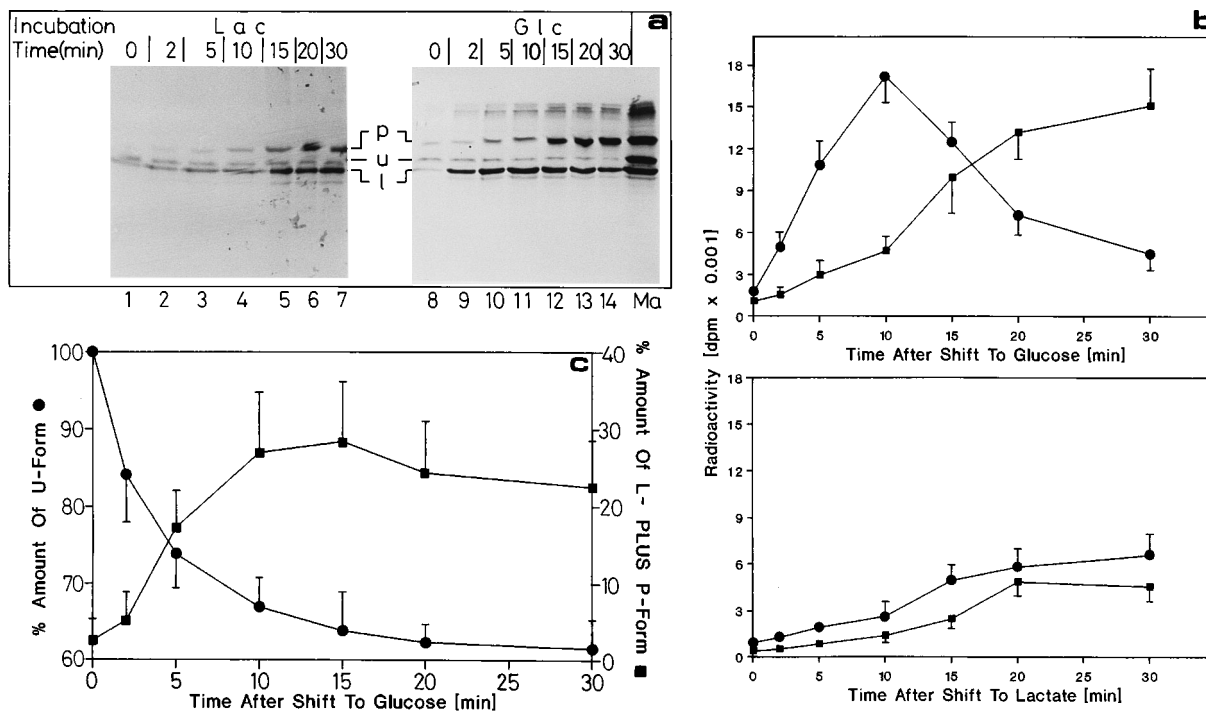 Incubation
Time(min)
Lac
0 2 5 10 15 20 30
Glc
0 2 5 10 15 20 30
a
p
u
l
1 2 3 4 5 6 7
8 9 10 11 12 13 14 Ma
b
Radioactivity [dpm x 0.001]
18
15
12
9
6
3
0
0 5 10 15 20 30
Time After Shift To Glucose [min]
18
15
12
9
6
3
0
0 5 10 15 20 30
Time After Shift To Lactate [min]
c
% Amount Of U-Form
100
90
80
70
60
% Amount Of L- PLUS P-Form
40
30
20
10
0
0 5 10 15 20 30
Time After Shift To Glucose [min]